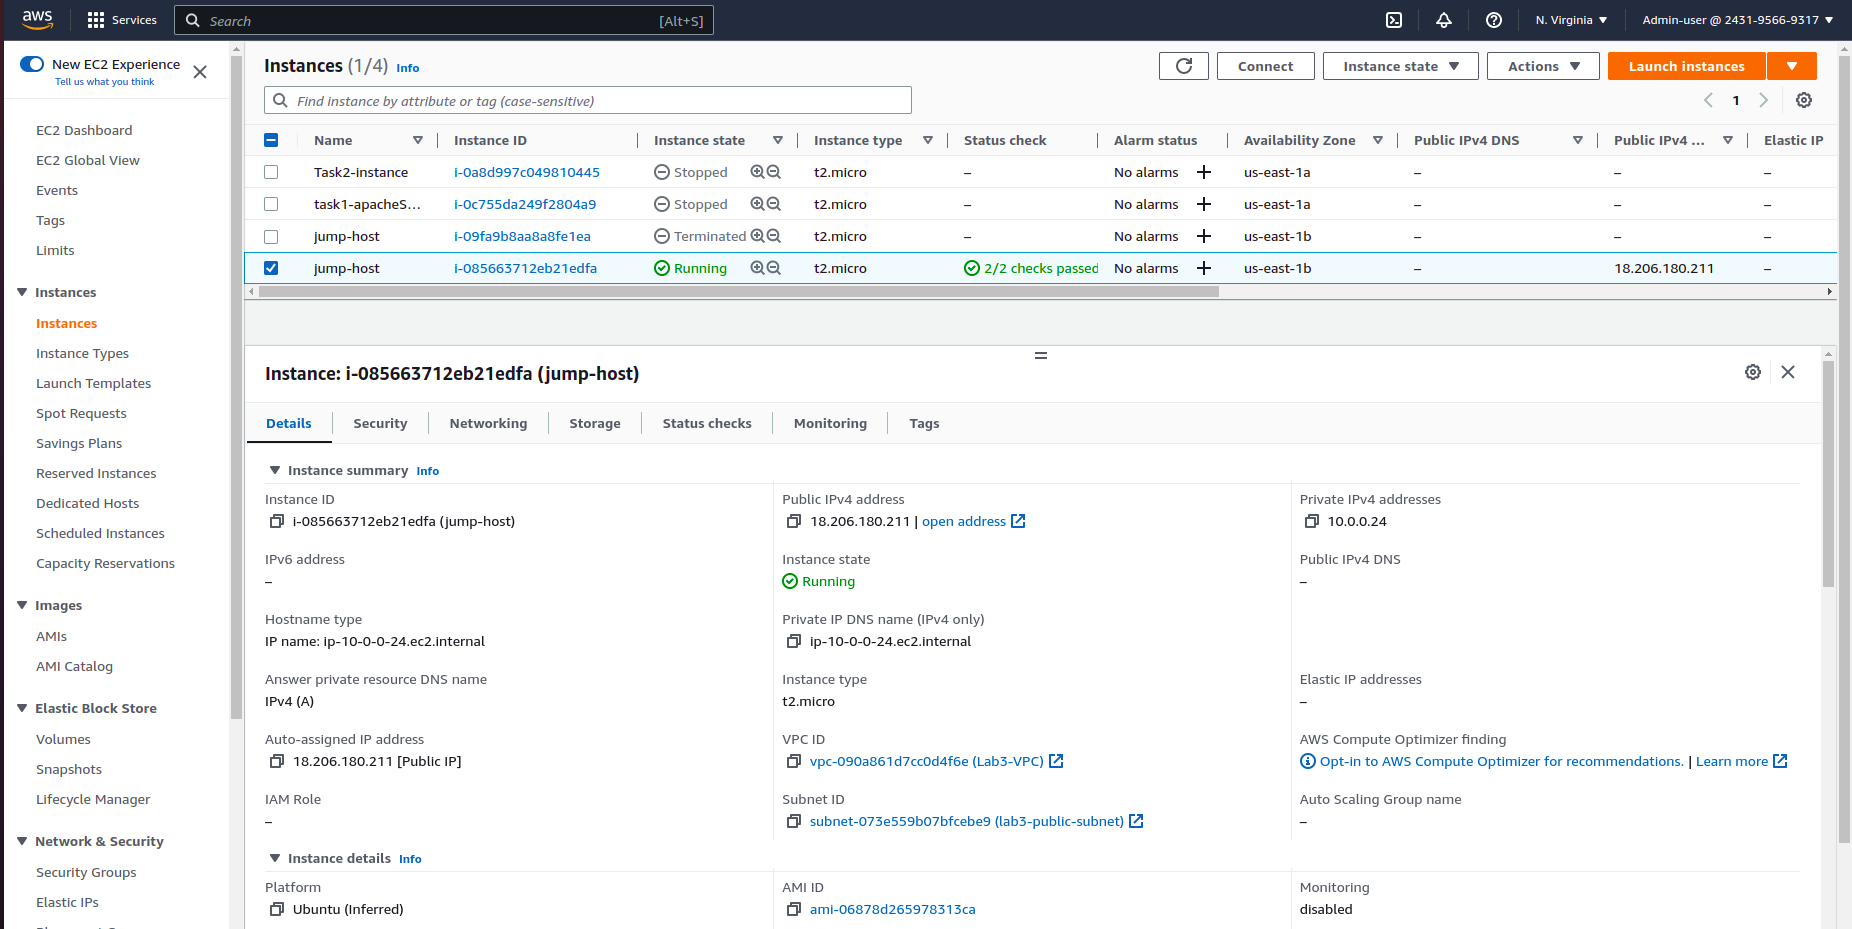 aws Services Search [Alt+S] N. Virginia Admin-user @ 2431-9566-9317
New EC2 Experience
Tell us what you think
EC2 Dashboard
EC2 Global View
Events
Tags
Limits
Instances
Instances
Instance Types
Launch Templates
Spot Requests
Savings Plans
Reserved Instances
Dedicated Hosts
Scheduled Instances
Capacity Reservations
Images
AMIs
AMI Catalog
Elastic Block Store
Volumes
Snapshots
Lifecycle Manager
Network & Security
Security Groups
Elastic IPs
Instances (1/4) Info
Connect Instance state Actions Launch instances
Find instance by attribute or tag (case-sensitive) 1
Name Instance ID Instance state Instance type Status check Alarm status Availability Zone Public IPv4 DNS Public IPv4 ... Elastic IP
Task2-instance i-0a8d997c049810445 Stopped t2.micro – No alarms + us-east-1a – – –
task1-apacheS... i-0c755da249f2804a9 Stopped t2.micro – No alarms + us-east-1a – – –
jump-host i-09fa9b8aa8a8fe1ea Terminated t2.micro – No alarms + us-east-1b – – –
jump-host i-085663712eb21edfa Running t2.micro 2/2 checks passed No alarms + us-east-1b – 18.206.180.211 –
Instance: i-085663712eb21edfa (jump-host)
Details Security Networking Storage Status checks Monitoring Tags
Instance summary Info
Instance ID Public IPv4 address Private IPv4 addresses
i-085663712eb21edfa (jump-host) 18.206.180.211 | open address 10.0.0.24
IPv6 address Instance state Public IPv4 DNS
– Running –
Hostname type Private IP DNS name (IPv4 only)
IP name: ip-10-0-0-24.ec2.internal ip-10-0-0-24.ec2.internal
Answer private resource DNS name Instance type Elastic IP addresses
IPv4 (A) t2.micro –
Auto-assigned IP address VPC ID AWS Compute Optimizer finding
18.206.180.211 [Public IP] vpc-090a861d7cc0d4f6e (Lab3-VPC) Opt-in to AWS Compute Optimizer for recommendations. | Learn more
IAM Role Subnet ID Auto Scaling Group name
– subnet-073e559b07bfcebe9 (lab3-public-subnet) –
Instance details Info
Platform AMI ID Monitoring
Ubuntu (Inferred) ami-06878d265978313ca disabled